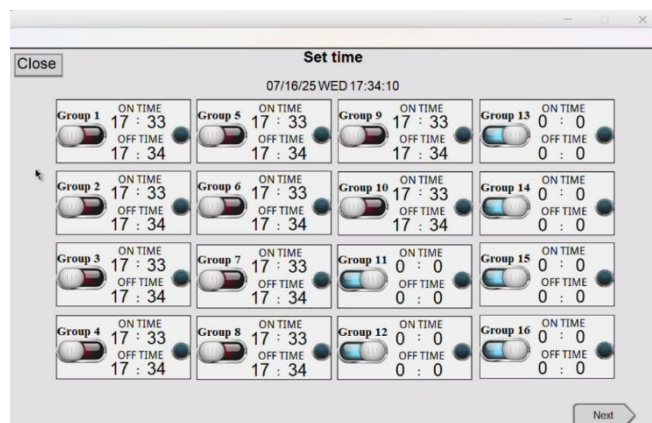 Set time
Close
07/16/25 WED 17:34:10
Group 1
ON TIME
17 : 33
OFF TIME
17 : 34
Group 5
ON TIME
17 : 33
OFF TIME
17 : 34
Group 9
ON TIME
17 : 33
OFF TIME
17 : 34
Group 13
ON TIME
0 : 0
OFF TIME
0 : 0
Group 2
ON TIME
17 : 33
OFF TIME
17 : 34
Group 6
ON TIME
17 : 33
OFF TIME
17 : 34
Group 10
ON TIME
17 : 33
OFF TIME
17 : 34
Group 14
ON TIME
0 : 0
OFF TIME
0 : 0
Group 3
ON TIME
17 : 33
OFF TIME
17 : 34
Group 7
ON TIME
17 : 33
OFF TIME
17 : 34
Group 11
ON TIME
0 : 0
OFF TIME
0 : 0
Group 15
ON TIME
0 : 0
OFF TIME
0 : 0
Group 4
ON TIME
17 : 33
OFF TIME
17 : 34
Group 8
ON TIME
17 : 33
OFF TIME
17 : 34
Group 12
ON TIME
0 : 0
OFF TIME
0 : 0
Group 16
ON TIME
0 : 0
OFF TIME
0 : 0
Next